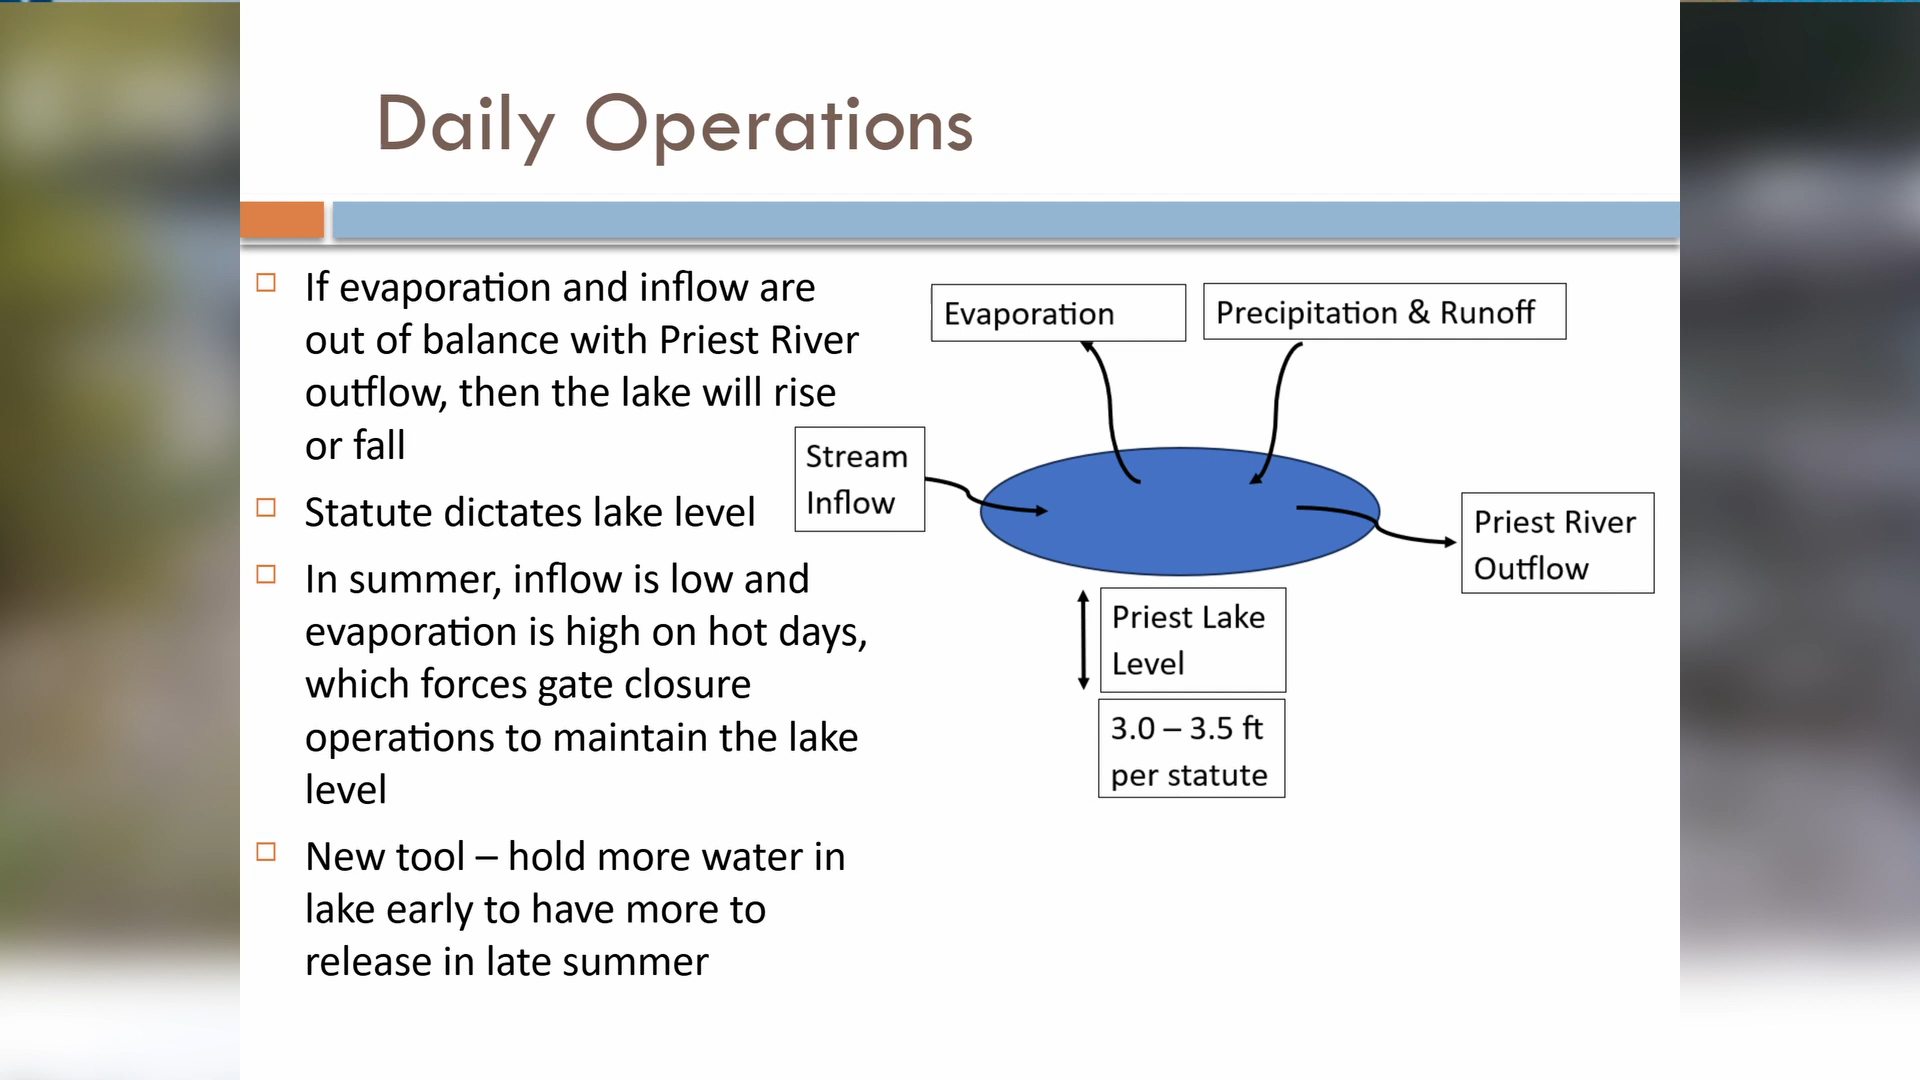 Daily Operations
If evaporation and inflow are
out of balance with Priest River
outflow, then the lake will rise
or fall
Statute dictates lake level
In summer, inflow is low and
evaporation is high on hot days,
which forces gate closure
operations to maintain the lake
level
New tool – hold more water in
lake early to have more to
release in late summer
Evaporation
Precipitation & Runoff
Stream
Inflow
Priest River
Outflow
Priest Lake
Level
3.0 – 3.5 ft
per statute